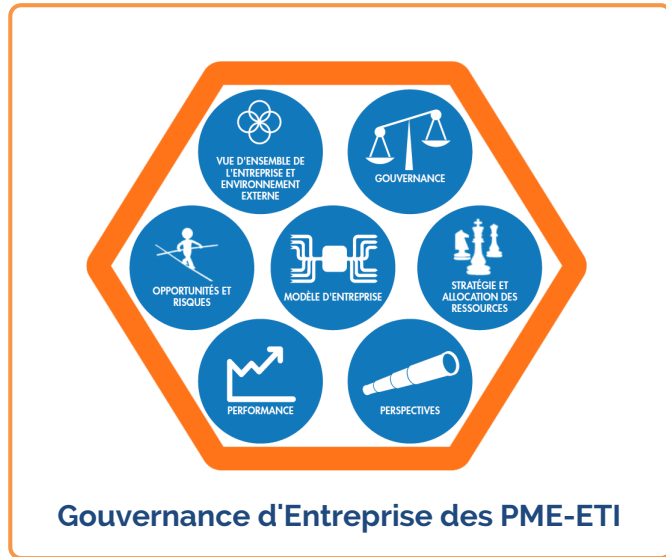 VUE D'ENSEMBLE DE
L'ENTREPRISE ET
ENVIRONNEMENT
EXTERNE
GOUVERNANCE
OPPORTUNITÉS ET
RISQUES
MODÈLE D'ENTREPRISE
STRATÉGIE ET
ALLOCATION DES
RESSOURCES
PERFORMANCE
PERSPECTIVES
Gouvernance d'Entreprise des PME-ETI